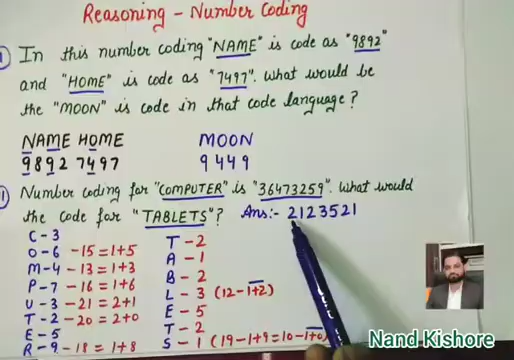 Reasoning - Number Coding
I) In this number coding "NAME" is code as "9892"
and "HOME" is code as "7497". What would be
the "MOON" is code in that code language?
NAME HOME
9892 7497
MOON
9449
II) Number coding for "COMPUTER" is "36473259". What would
the code for "TABLETS"? Ans:- 2123521
C-3
O-6 -15=1+5
M-4 -13=1+3
P-7 -16=1+6
U-3 -21=2+1
T-2 -20=2+0
E-5
R-9 -18=1+8
T-2
A-1
B-2
L-3 (12-1+2)
E-5
T-2
S-1 (19-1+9=10-1+0)
Nand Kishore